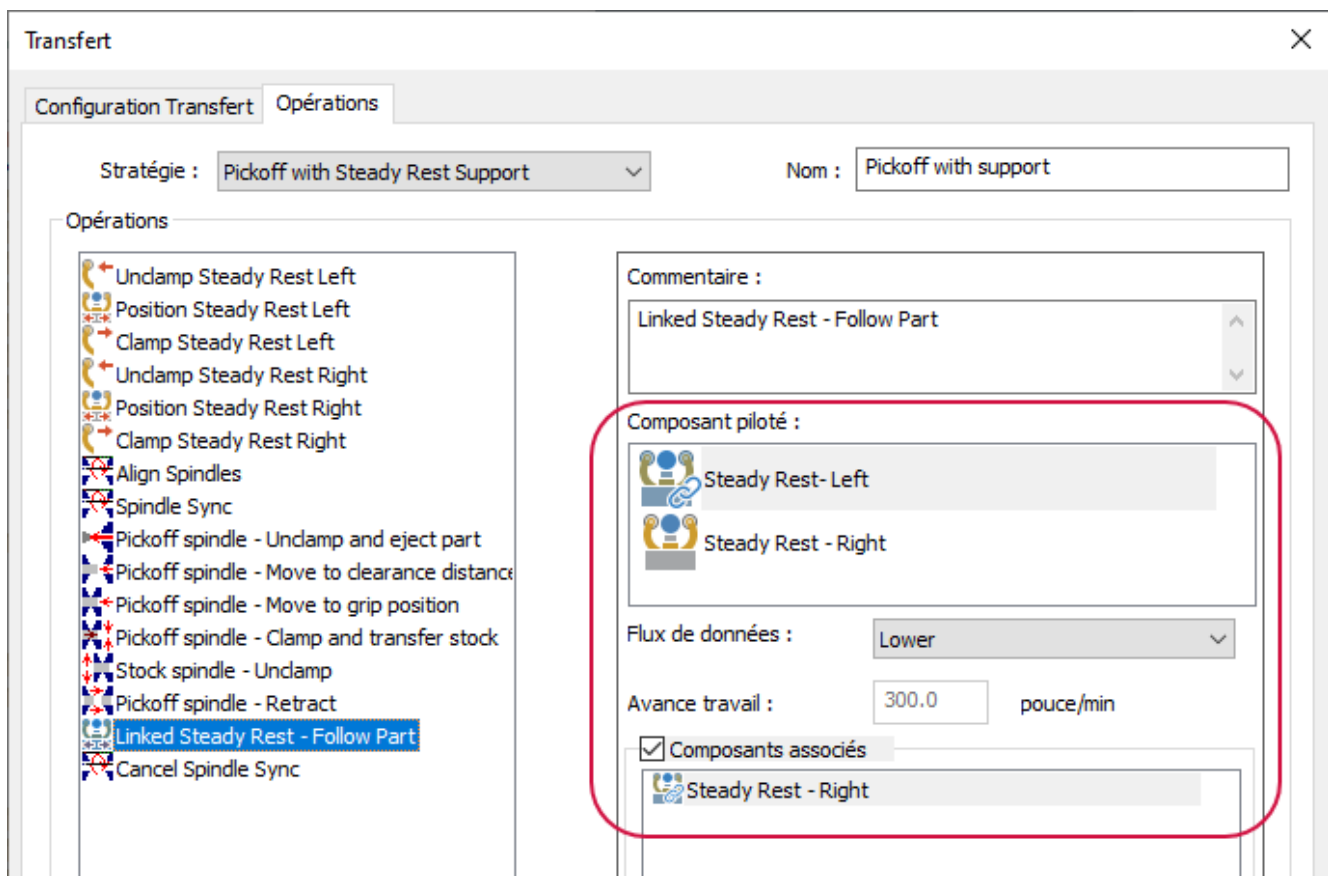 Transfert
Configuration Transfert
Opérations
Stratégie :
Pickoff with Steady Rest Support
Nom :
Pickoff with support
Opérations
Unclamp Steady Rest Left
Position Steady Rest Left
Clamp Steady Rest Left
Unclamp Steady Rest Right
Position Steady Rest Right
Clamp Steady Rest Right
Align Spindles
Spindle Sync
Pickoff spindle - Unclamp and eject part
Pickoff spindle - Move to clearance distance
Pickoff spindle - Move to grip position
Pickoff spindle - Clamp and transfer stock
Stock spindle - Unclamp
Pickoff spindle - Retract
Linked Steady Rest - Follow Part
Cancel Spindle Sync
Commentaire :
Linked Steady Rest - Follow Part
Composant piloté :
Steady Rest- Left
Steady Rest - Right
Flux de données :
Lower
Avance travail :
300.0
pouce/min
Composants associés
Steady Rest - Right